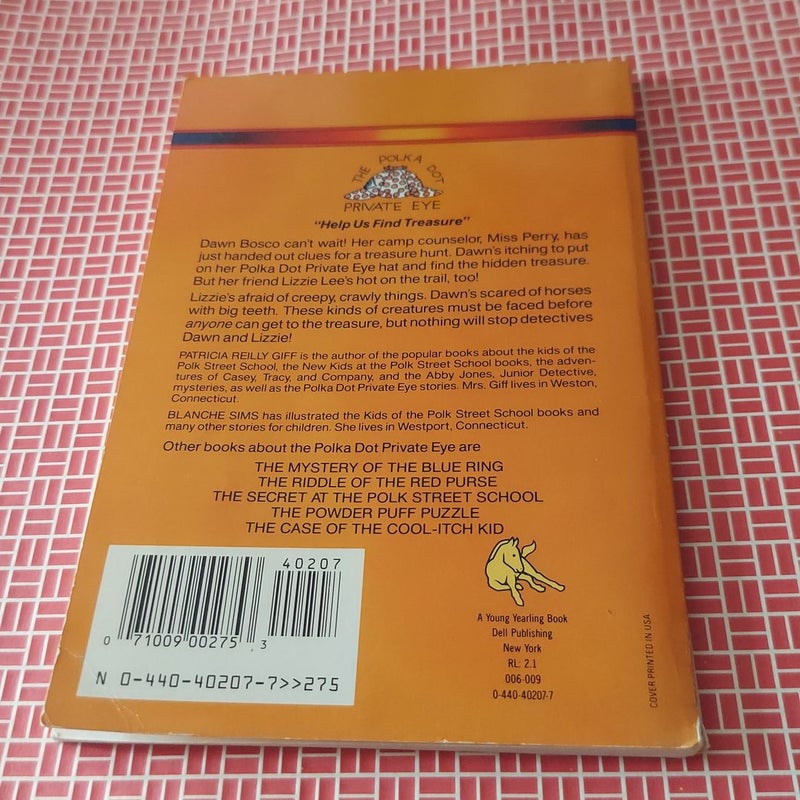 THE POLKA DOT
PRIVATE EYE
"Help Us Find Treasure"
Dawn Bosco can't wait! Her camp counselor, Miss Perry, has
just handed out clues for a treasure hunt. Dawn's itching to put
on her Polka Dot Private Eye hat and find the hidden treasure.
But her friend Lizzie Lee's hot on the trail, too!
Lizzie's afraid of creepy, crawly things. Dawn's scared of horses
with big teeth. These kinds of creatures must be faced before
anyone can get to the treasure, but nothing will stop detectives
Dawn and Lizzie!
PATRICIA REILLY GIFF is the author of the popular books about the kids of the
Polk Street School, the New Kids at the Polk Street School books, the adven-
tures of Casey, Tracy, and Company, and the Abby Jones, Junior Detective,
mysteries, as well as the Polka Dot Private Eye stories. Mrs. Giff lives in Weston,
Connecticut.
BLANCHE SIMS has illustrated the Kids of the Polk Street School books and
many other stories for children. She lives in Westport, Connecticut.
Other books about the Polka Dot Private Eye are
THE MYSTERY OF THE BLUE RING
THE RIDDLE OF THE RED PURSE
THE SECRET AT THE POLK STREET SCHOOL
THE POWDER PUFF PUZZLE
THE CASE OF THE COOL-ITCH KID
40207
0 71009 00275 3
N 0-440-40207-7>>275
A Young Yearling Book
Dell Publishing
New York
RL: 2.1
006-009
0-440-40207-7
COVER PRINTED IN USA